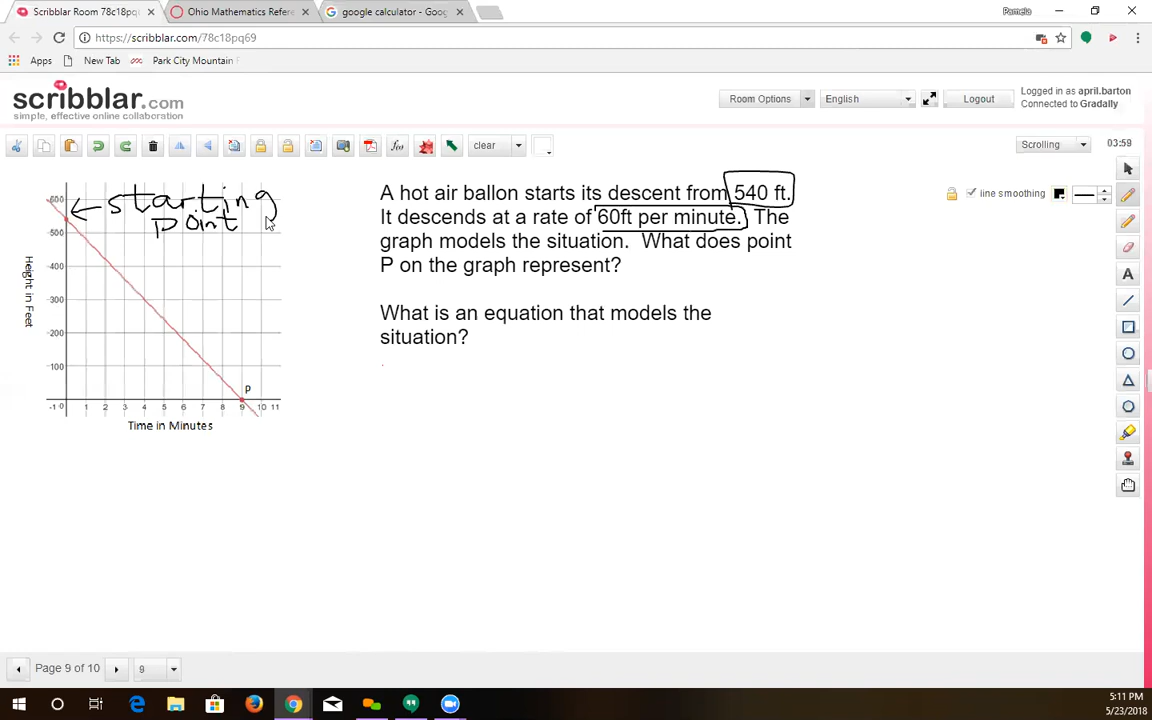 Scribblar Room 78c18pq
Ohio Mathematics Refere
google calculator - Goog
Pamela
https://scribblar.com/78c18pq69
Apps
New Tab
Park City Mountain
scribblar.com
simple, effective online collaboration
Room Options
English
Logout
Logged in as april.barton
Connected to Gradally
clear
Scrolling
03:59
line smoothing
starting
point
600
500
400
300
200
100
Height in Feet
P
-1 0 1 2 3 4 5 6 7 8 9 10 11
Time in Minutes
A hot air ballon starts its descent from 540 ft.
It descends at a rate of 60ft per minute. The
graph models the situation. What does point
P on the graph represent?
What is an equation that models the
situation?
Page 9 of 10
9
5:11 PM
5/23/2018